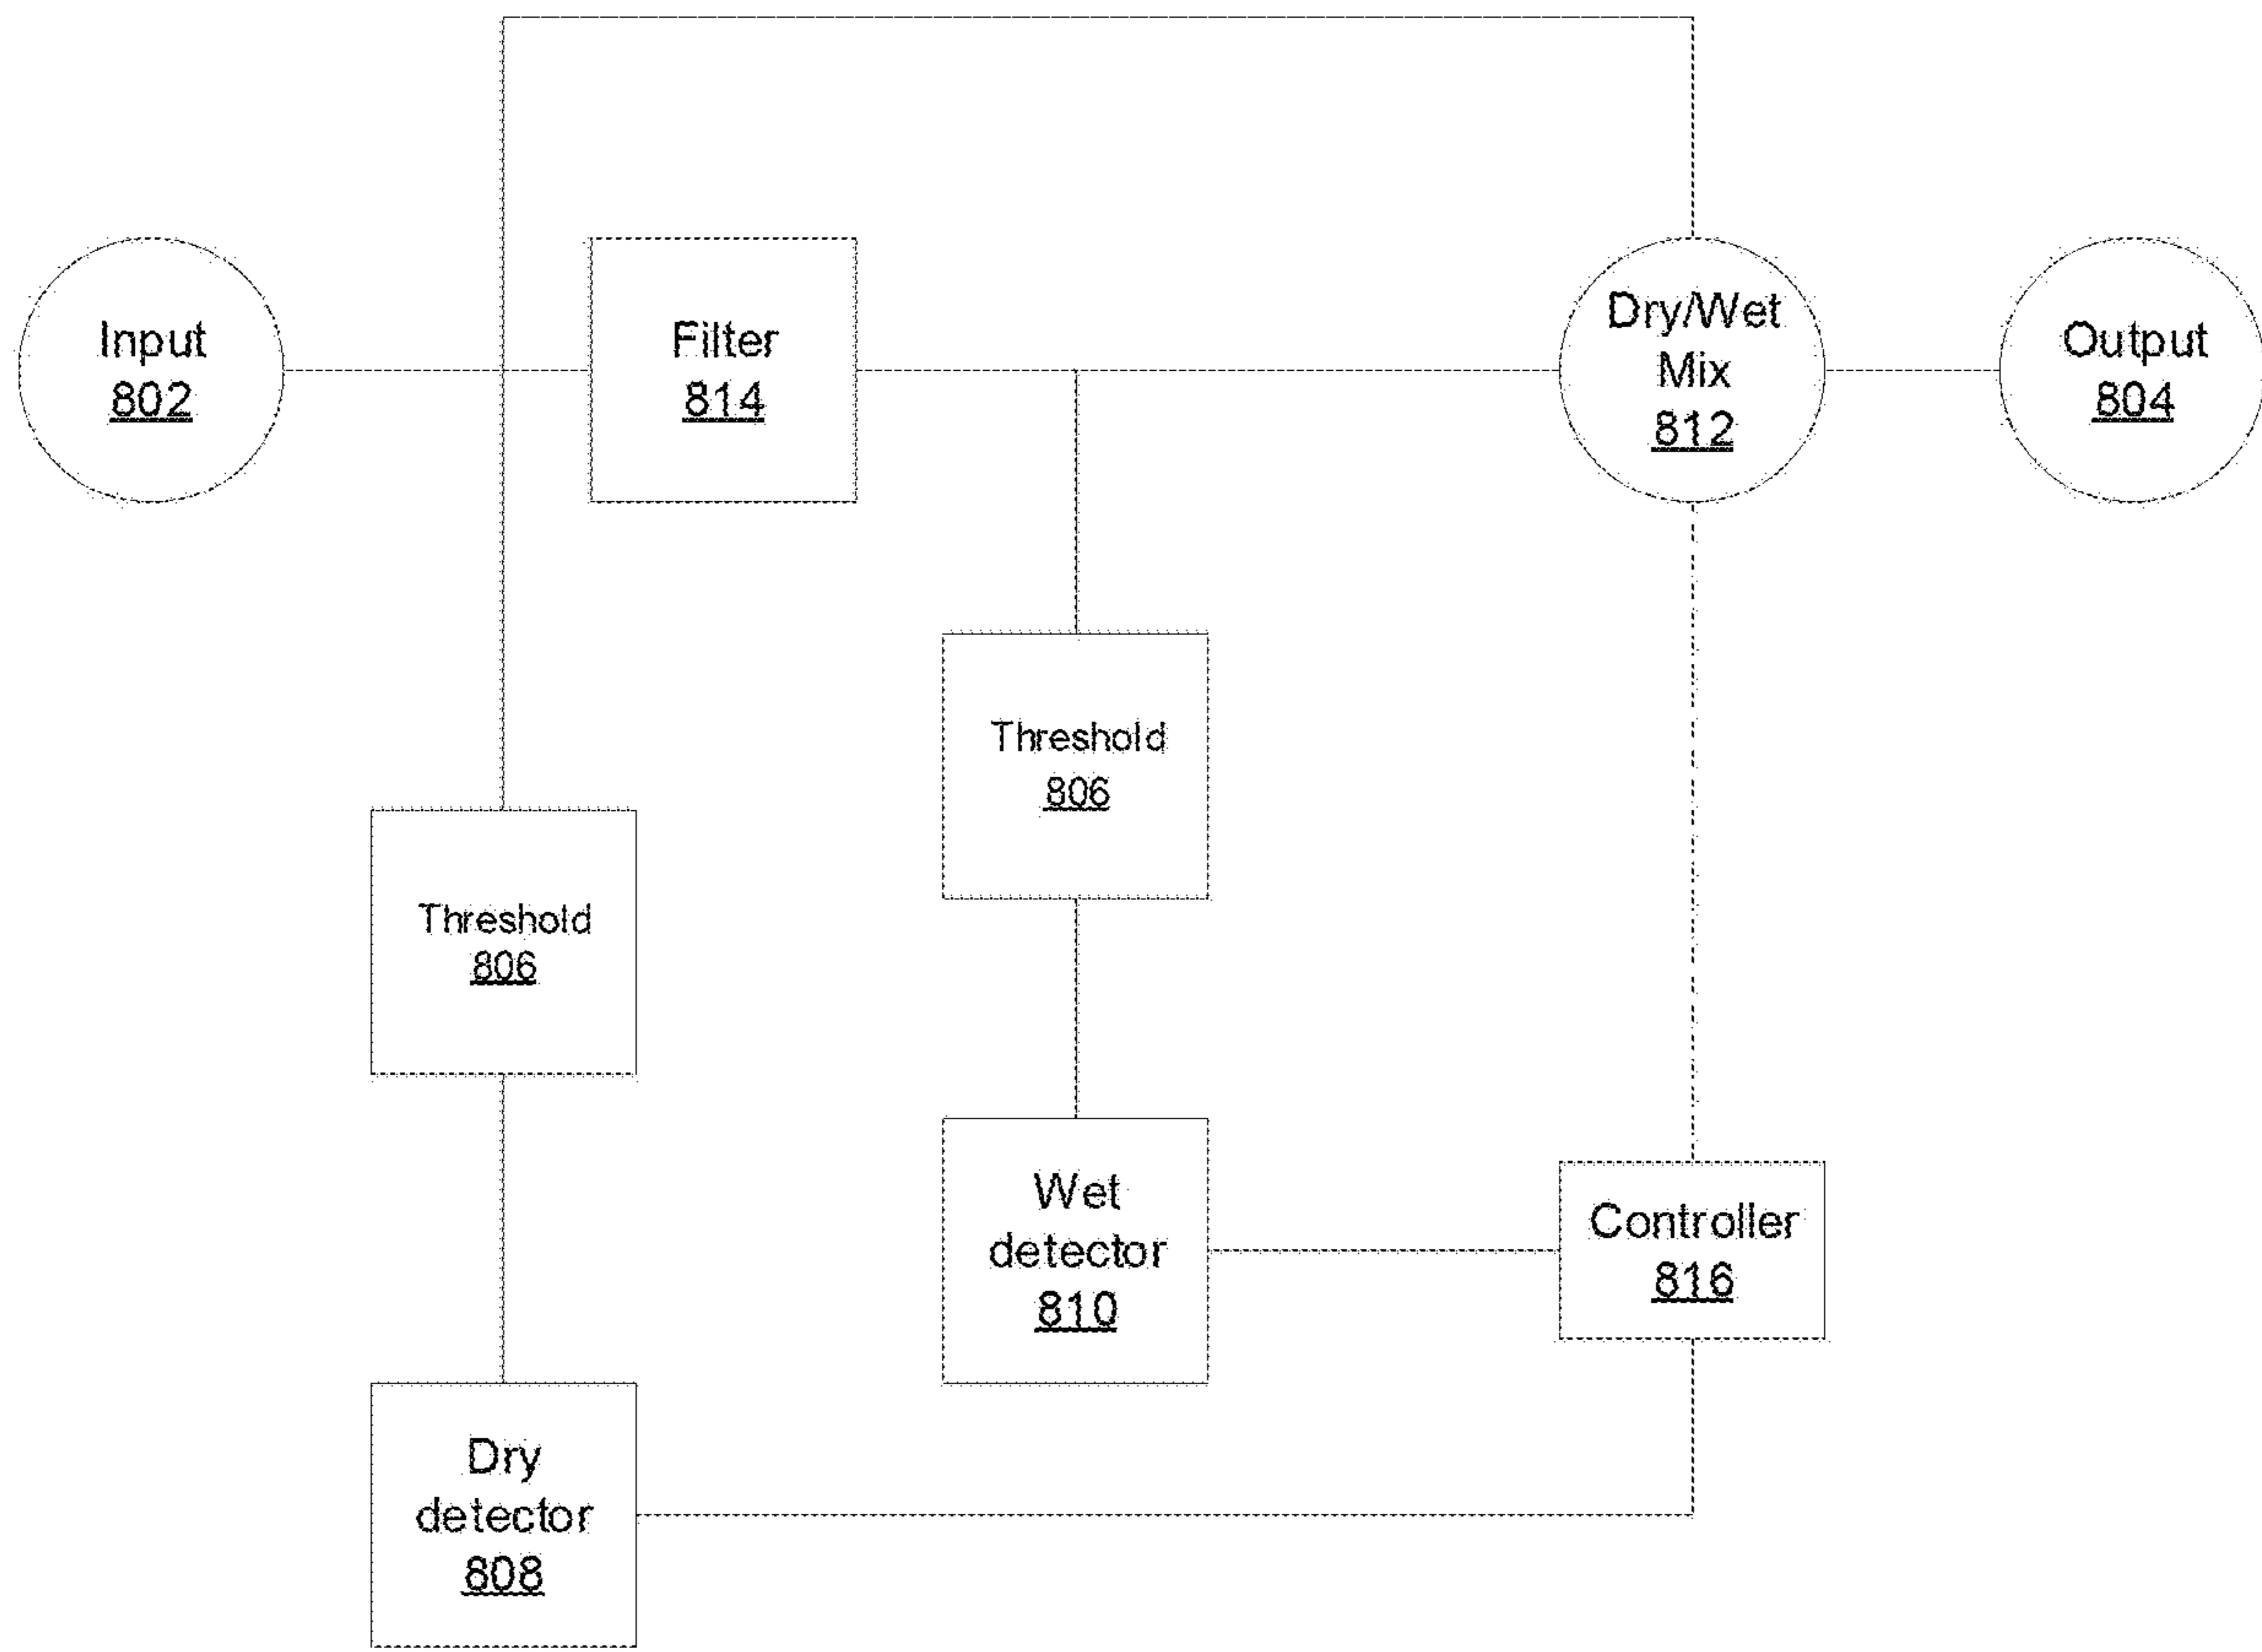 Input
802
Filter
814
Dry/Wet
Mix
812
Output
804
Threshold
806
Threshold
806
Wet
detector
810
Controller
816
Dry
detector
808